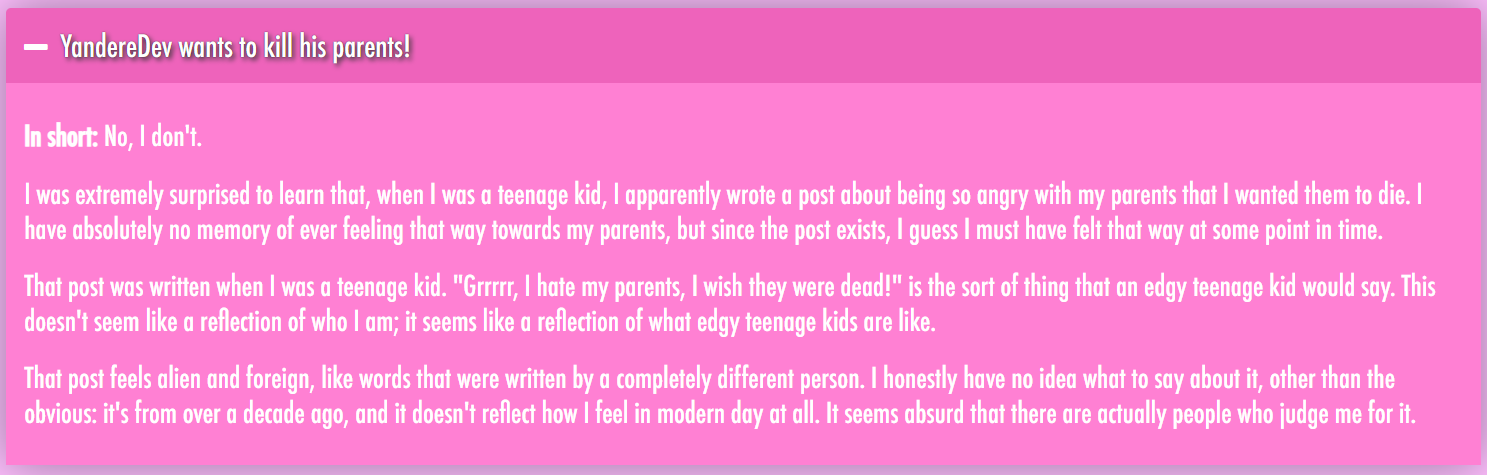 YandereDev wants to kill his parents!
In short: No, I don't.
I was extremely surprised to learn that, when I was a teenage kid, I apparently wrote a post about being so angry with my parents that I wanted them to die. I
have absolutely no memory of ever feeling that way towards my parents, but since the post exists, I guess I must have felt that way at some point in time.
That post was written when I was a teenage kid. "Grrrrr, I hate my parents, I wish they were dead!" is the sort of thing that an edgy teenage kid would say. This
doesn't seem like a reflection of who I am; it seems like a reflection of what edgy teenage kids are like.
That post feels alien and foreign, like words that were written by a completely different person. I honestly have no idea what to say about it, other than the
obvious: it's from over a decade ago, and it doesn't reflect how I feel in modern day at all. It seems absurd that there are actually people who judge me for it.